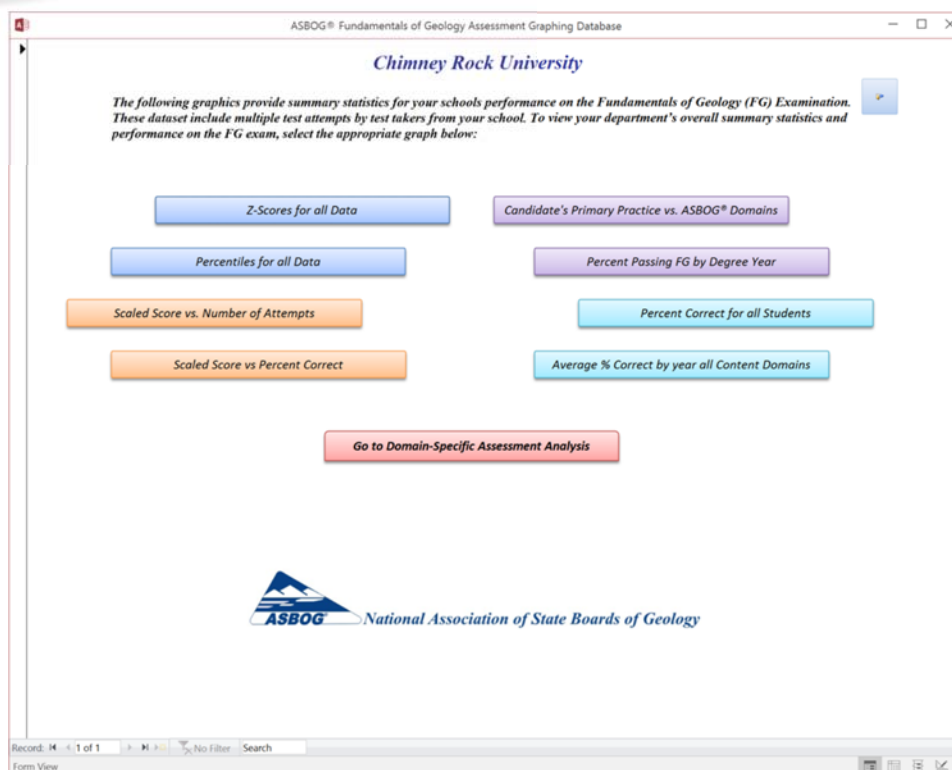 ASBOG® Fundamentals of Geology Assessment Graphing Database
Chimney Rock University
The following graphics provide summary statistics for your schools performance on the Fundamentals of Geology (FG) Examination.
These dataset include multiple test attempts by test takers from your school. To view your department's overall summary statistics and
performance on the FG exam, select the appropriate graph below:
Z-Scores for all Data
Candidate's Primary Practice vs. ASBOG® Domains
Percentiles for all Data
Percent Passing FG by Degree Year
Scaled Score vs. Number of Attempts
Percent Correct for all Students
Scaled Score vs Percent Correct
Average % Correct by year all Content Domains
Go to Domain-Specific Assessment Analysis
ASBOG®
National Association of State Boards of Geology
Record: 1 of 1 No Filter Search
Form View